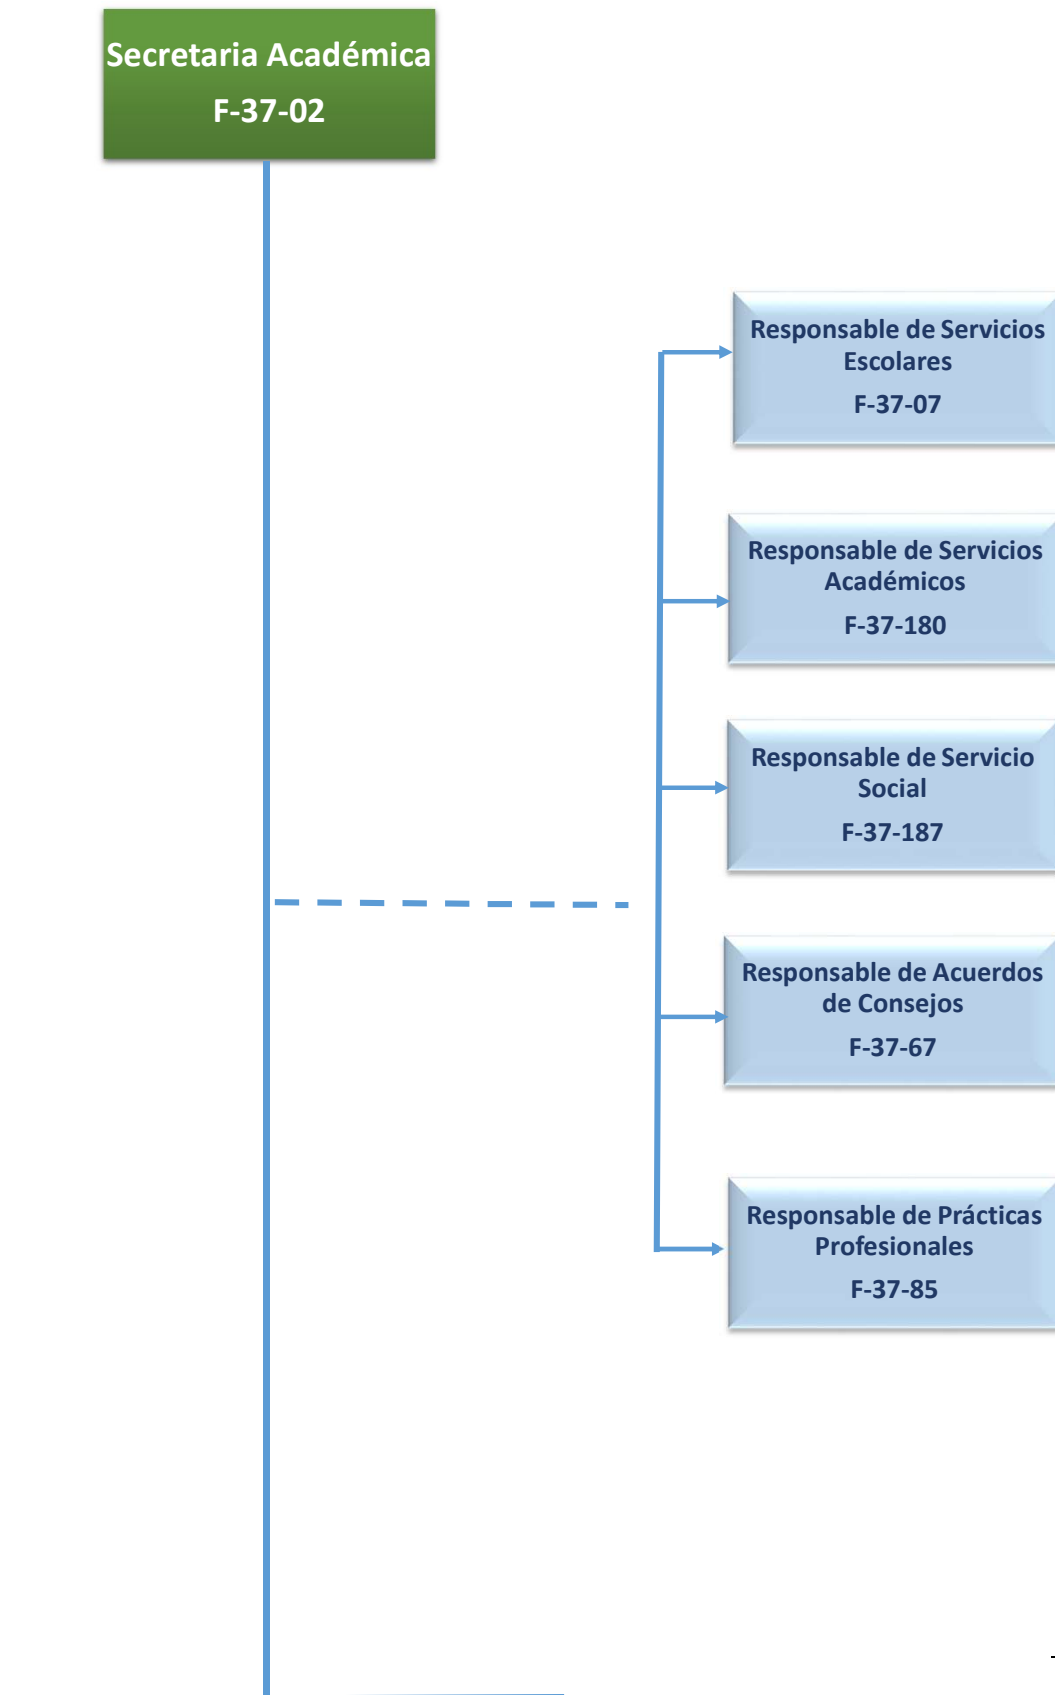 Secretaria Académica
F-37-02
Responsable de Servicios
Escolares
F-37-07
Responsable de Servicios
Académicos
F-37-180
Responsable de Servicio
Social
F-37-187
Responsable de Acuerdos
de Consejos
F-37-67
Responsable de Prácticas
Profesionales
F-37-85